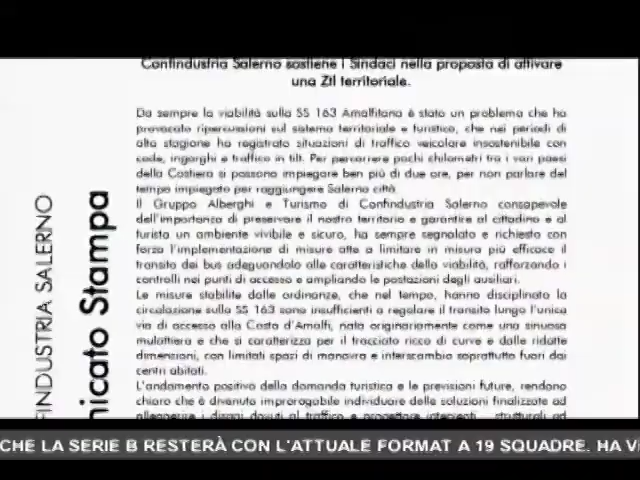 Confindustria Salerno sostiene i Sindaci nella proposta di attivare
una Ztl territoriale.
Da sempre la viabilità sulla SS 163 Amalfitana è stato un problema che ha
provocato ripercussioni sul sistema territoriale e turistico, che nei periodi di
alta stagione ha registrato situazioni di traffico veicolare insostenibile con
code, ingorghi e traffico in tilt. Per percorrere pochi chilometri tra i vari paesi
della Costiera si possono impiegare ben più di due ore, per non parlare del
tempo impiegato per raggiungere Salerno città.
Il Gruppo Alberghi e Turismo di Confindustria Salerno consapevole
dell'importanza di preservare il nostro territorio e garantire al cittadino e al
turista un ambiente vivibile e sicuro, ha sempre segnalato e richiesto con
forza l'implementazione di misure atte a limitare in misura più efficace il
transito dei bus adeguandolo alle caratteristiche della viabilità, rafforzando i
controlli nei punti di accesso e ampliando le postazioni degli ausiliari.
Le misure stabilite dalle ordinanze, che nel tempo, hanno disciplinato la
circolazione sulla SS 163 sono insufficienti a regolare il transito lungo l'unica
via di accesso alla Costa d'Amalfi, nata originariamente come una sinuosa
mulattiera e che si caratterizza per il tracciato ricco di curve e dalle ridotte
dimensioni, con limitati spazi di manovra e interscambio soprattutto fuori dai
centri abitati.
L'andamento positivo della domanda turistica e le previsioni future, rendono
chiaro che è divenuto improrogabile individuare delle soluzioni finalizzate ad
alleggerire i disagi dovuti al traffico e progettare interventi strutturali ad
FINDUSTRIA SALERNO
nicato Stampa
CHE LA SERIE B RESTERÀ CON L'ATTUALE FORMAT A 19 SQUADRE. HA